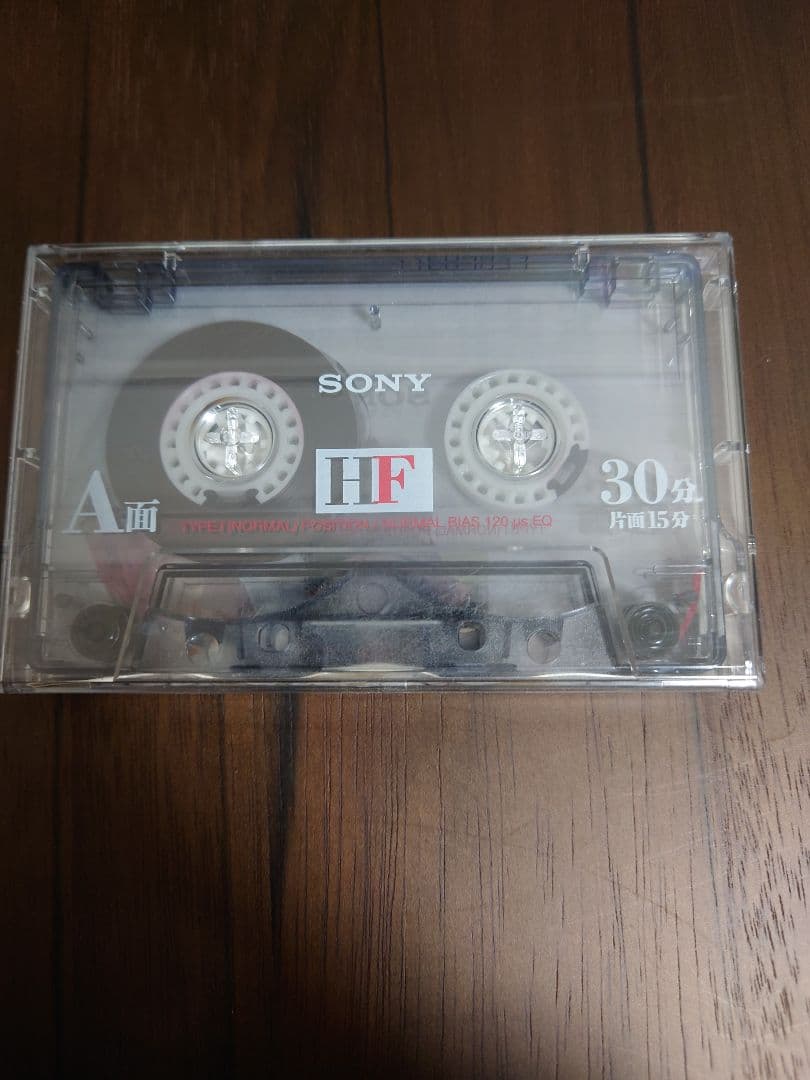 SONY
HF
A面
30分
片面15分
TYPE I (NORMAL) POSITION / NORMAL BIAS 120 µs EQ